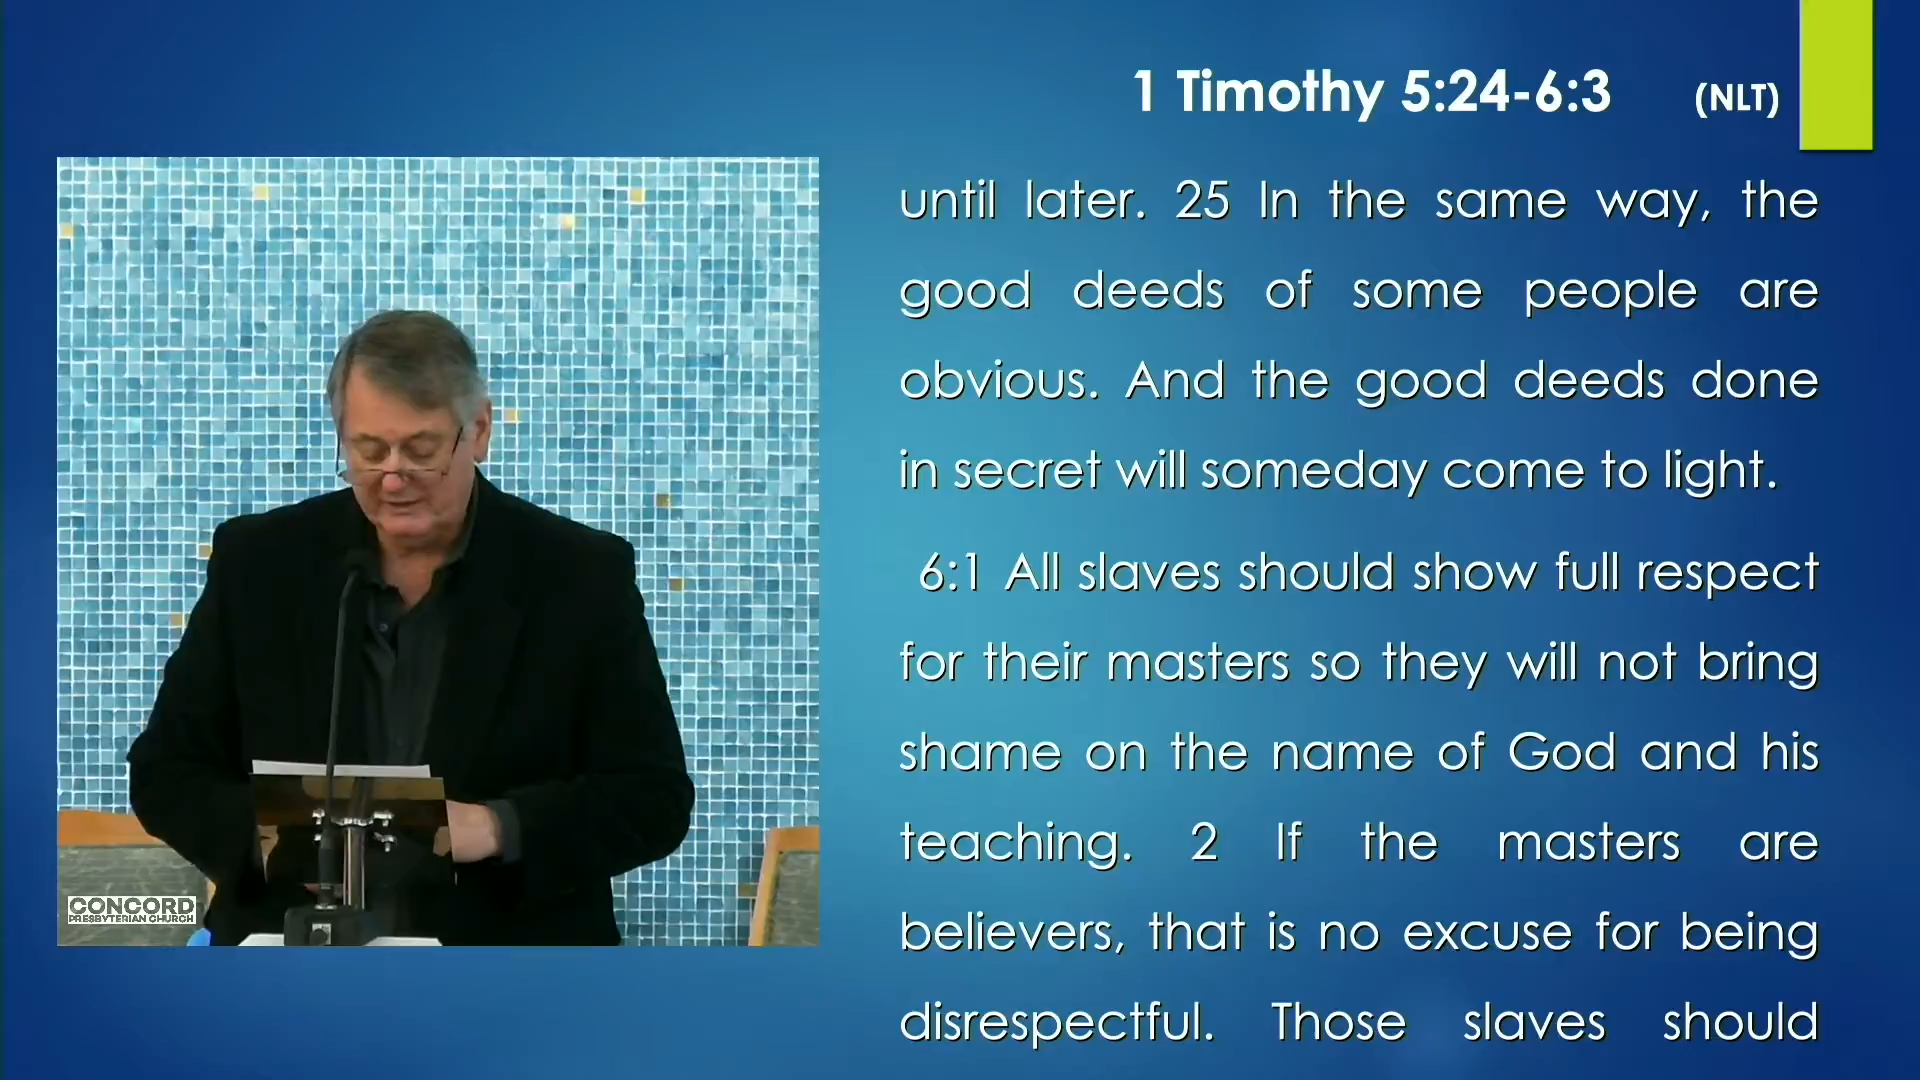 1 Timothy 5:24-6:3 (NLT)
until later. 25 In the same way, the
good deeds of some people are
obvious. And the good deeds done
in secret will someday come to light.
6:1 All slaves should show full respect
for their masters so they will not bring
shame on the name of God and his
teaching. 2 If the masters are
believers, that is no excuse for being
disrespectful. Those slaves should
CONCORD
PRESBYTERIAN CHURCH